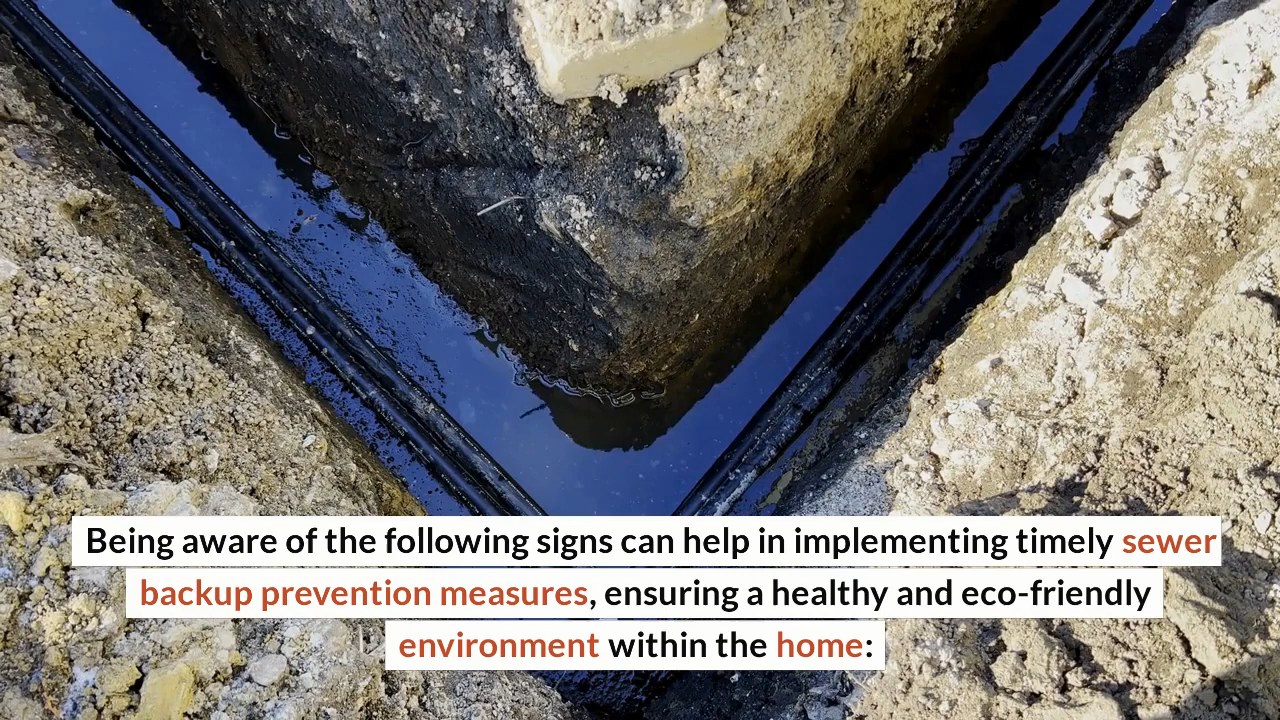 Being aware of the following signs can help in implementing timely sewer
backup prevention measures, ensuring a healthy and eco-friendly
environment within the home: